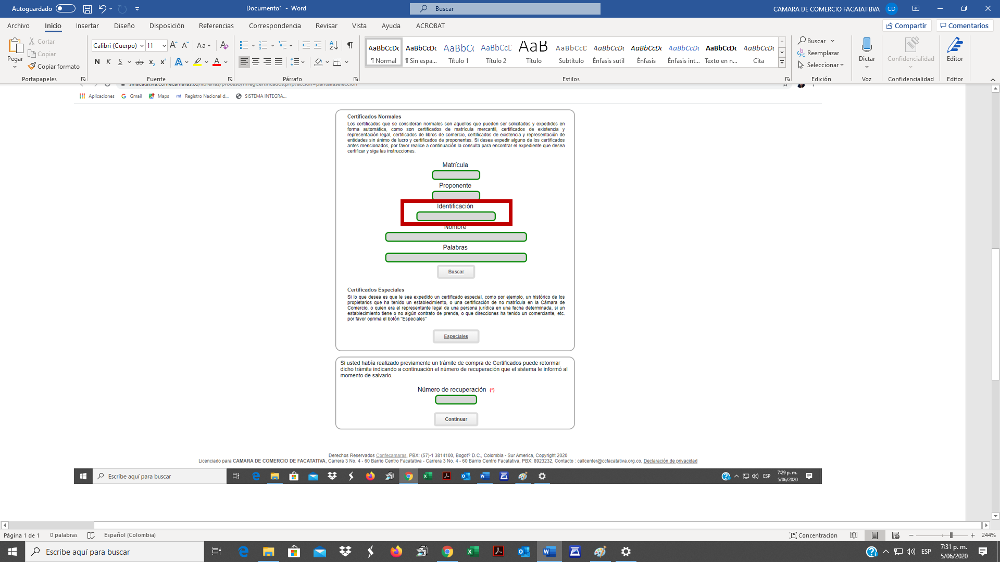 Autoguardado
Documento1 - Word
Buscar
CAMARA DE COMERCIO FACATATIBVA
CD
Archivo Inicio Insertar Diseño Disposición Referencias Correspondencia Revisar Vista Ayuda ACROBAT
Compartir Comentarios
Pegar
Cortar
Copiar
Copiar formato
Portapapeles
Calibri (Cuerpo) 11
Aa
N K S ab x₂ x² A A
Fuente
Párrafo
AaBbCcDc AaBbCcDc AaBbCc AaBbCcD AaB AaBbCcD AaBbCcDc AaBbCcDc AaBbCcDc AaBbCcDc AaBbCcDc
¶ Normal ¶ Sin espa... Título 1 Título 2 Título Subtítulo Énfasis sutil Énfasis Énfasis int... Texto en n... Cita
Estilos
Buscar
Reemplazar
Seleccionar
Edición
Dictar
Voz
Confidencialidad
Confidencialidad
Editor
Editor
siifacatativa.confecamaras.co/librerias/proceso/mregCertificados.php?accion=pantallaseleccion
Aplicaciones Gmail Maps Registro Nacional d... SISTEMA INTEGRA...
Certificados Normales
Los certificados que se consideran normales son aquellos que pueden ser solicitados y expedidos en
forma automática, como son certificados de matrícula mercantil, certificados de existencia y
representación legal, certificados de libros de comercio, certificados de existencia y representación de
entidades sin ánimo de lucro y certificados de proponentes. Si desea expedir alguno de los certificados
antes mencionados, por favor realice a continuación la consulta para encontrar el expediente que desea
certificar y siga las instrucciones.
Matrícula
Proponente
Identificación
Nombre
Palabras
Buscar
Certificados Especiales
Si lo que desea es que le sea expedido un certificado especial, como por ejemplo, un histórico de los
propietarios que ha tenido un establecimiento, o una certificación de no matrícula en la Cámara de
Comercio, o quien era el representante legal de una persona jurídica en una fecha determinada, si un
establecimiento tiene o no algún contrato de prenda, o que direcciones ha tenido un comerciante, etc.
por favor oprima el botón "Especiales"
Especiales
Si usted había realizado previamente un trámite de compra de Certificados puede retormar
dicho trámite indicando a continuación el número de recuperación que el sistema le informó al
momento de salvarlo.
Número de recuperación (*)
Continuar
Derechos Reservados Confecamaras, PBX: (57)-1 3814100, Bogot? D.C., Colombia - Sur America, Copyright 2020
Licenciado para CAMARA DE COMERCIO DE FACATATIVA, Carrera 3 No. 4 - 60 Barrio Centro Facatativa - Carrera 3 No. 4 - 60 Barrio Centro Facatativa, PBX: 8923232, Contacto : callcenter@ccfacatativa.org.co, Declaración de privacidad
Escribe aquí para buscar
ESP
7:29 p. m.
5/06/2020
Página 1 de 1 0 palabras Español (Colombia)
Concentración
244%
Escribe aquí para buscar
ESP
7:31 p. m.
5/06/2020